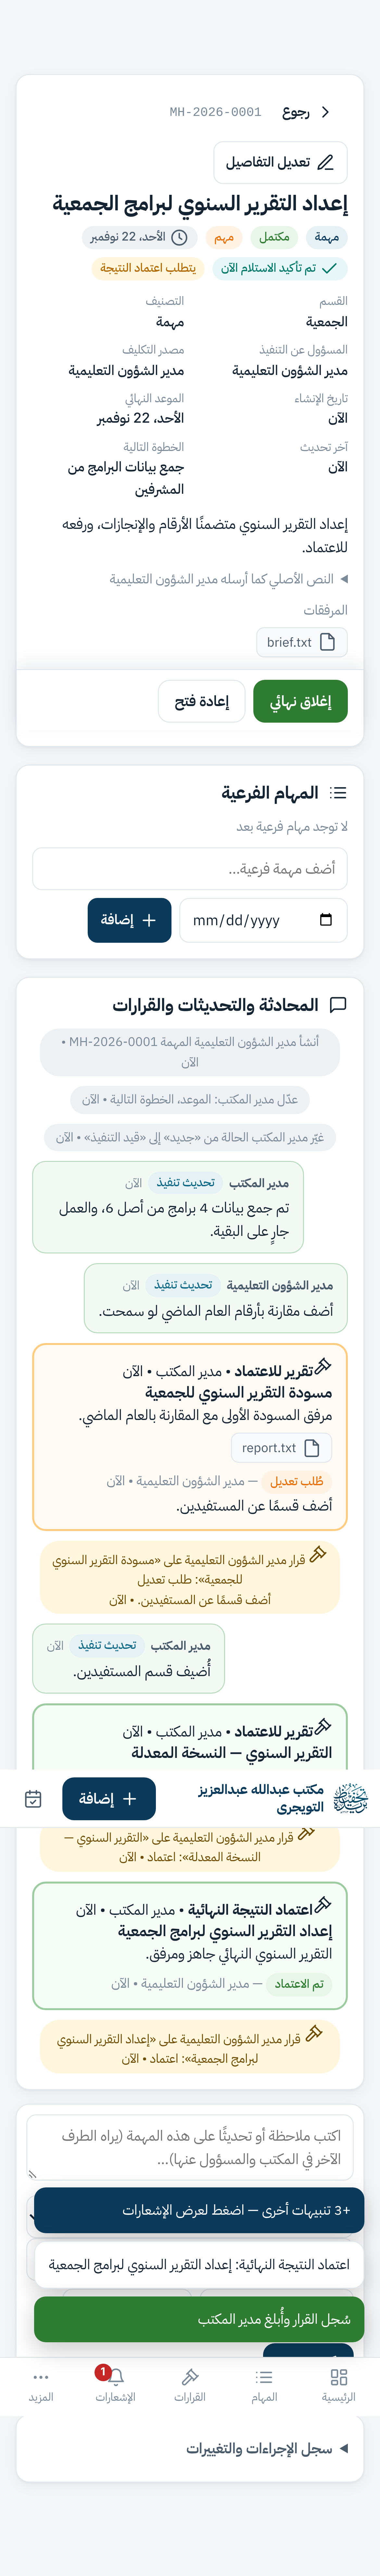 رجوع MH-2026-0001
تعديل التفاصيل
إعداد التقرير السنوي لبرامج الجمعية
مهمة مكتمل مهم الأحد، 22 نوفمبر
تم تأكيد الاستلام الآن يتطلب اعتماد النتيجة
القسم التصنيف
الجمعية مهمة
المسؤول عن التنفيذ مصدر التكليف
مدير الشؤون التعليمية مدير الشؤون التعليمية
تاريخ الإنشاء الموعد النهائي
الآن الأحد، 22 نوفمبر
آخر تحديث الخطوة التالية
الآن جمع بيانات البرامج من
المشرفين
إعداد التقرير السنوي متضمنًا الأرقام والإنجازات، ورفعه
للاعتماد.
النص الأصلي كما أرسله مدير الشؤون التعليمية
المرفقات
brief.txt
إغلاق نهائي إعادة فتح
المهام الفرعية
لا توجد مهام فرعية بعد
أضف مهمة فرعية...
mm/dd/yyyy إضافة
المحادثة والتحديثات والقرارات
أنشأ مدير الشؤون التعليمية المهمة MH-2026-0001 •
الآن
عدّل مدير المكتب: الموعد، الخطوة التالية • الآن
غيّر مدير المكتب الحالة من «جديد» إلى «قيد التنفيذ» • الآن
مدير المكتب تحديث تنفيذ الآن
تم جمع بيانات 4 برامج من أصل 6، والعمل
جارٍ على البقية.
مدير الشؤون التعليمية تحديث تنفيذ الآن
أضف مقارنة بأرقام العام الماضي لو سمحت.
تقرير للاعتماد • مدير المكتب • الآن
مسودة التقرير السنوي للجمعية
مرفق المسودة الأولى مع المقارنة بالعام الماضي.
report.txt
طُلب تعديل — مدير الشؤون التعليمية • الآن
أضف قسمًا عن المستفيدين.
قرار مدير الشؤون التعليمية على «مسودة التقرير السنوي
للجمعية»: طلب تعديل
أضف قسمًا عن المستفيدين. • الآن
مدير المكتب تحديث تنفيذ الآن
أُضيف قسم المستفيدين.
تقرير للاعتماد • مدير المكتب • الآن
التقرير السنوي — النسخة المعدلة
مكتب عبدالله عبدالعزيز
التويجري
إضافة
قرار مدير الشؤون التعليمية على «التقرير السنوي —
النسخة المعدلة»: اعتماد • الآن
اعتماد النتيجة النهائية • مدير المكتب • الآن
إعداد التقرير السنوي لبرامج الجمعية
التقرير السنوي النهائي جاهز ومرفق.
تم الاعتماد — مدير الشؤون التعليمية • الآن
قرار مدير الشؤون التعليمية على «إعداد التقرير السنوي
لبرامج الجمعية»: اعتماد • الآن
اكتب ملاحظة أو تحديثًا على هذه المهمة (يراه الطرف
الآخر في المكتب والمسؤول عنها)...
+3 تنبيهات أخرى — اضغط لعرض الإشعارات
اعتماد النتيجة النهائية: إعداد التقرير السنوي لبرامج الجمعية
سُجل القرار وأُبلغ مدير المكتب
الرئيسية المهام القرارات الإشعارات 1 المزيد
سجل الإجراءات والتغييرات